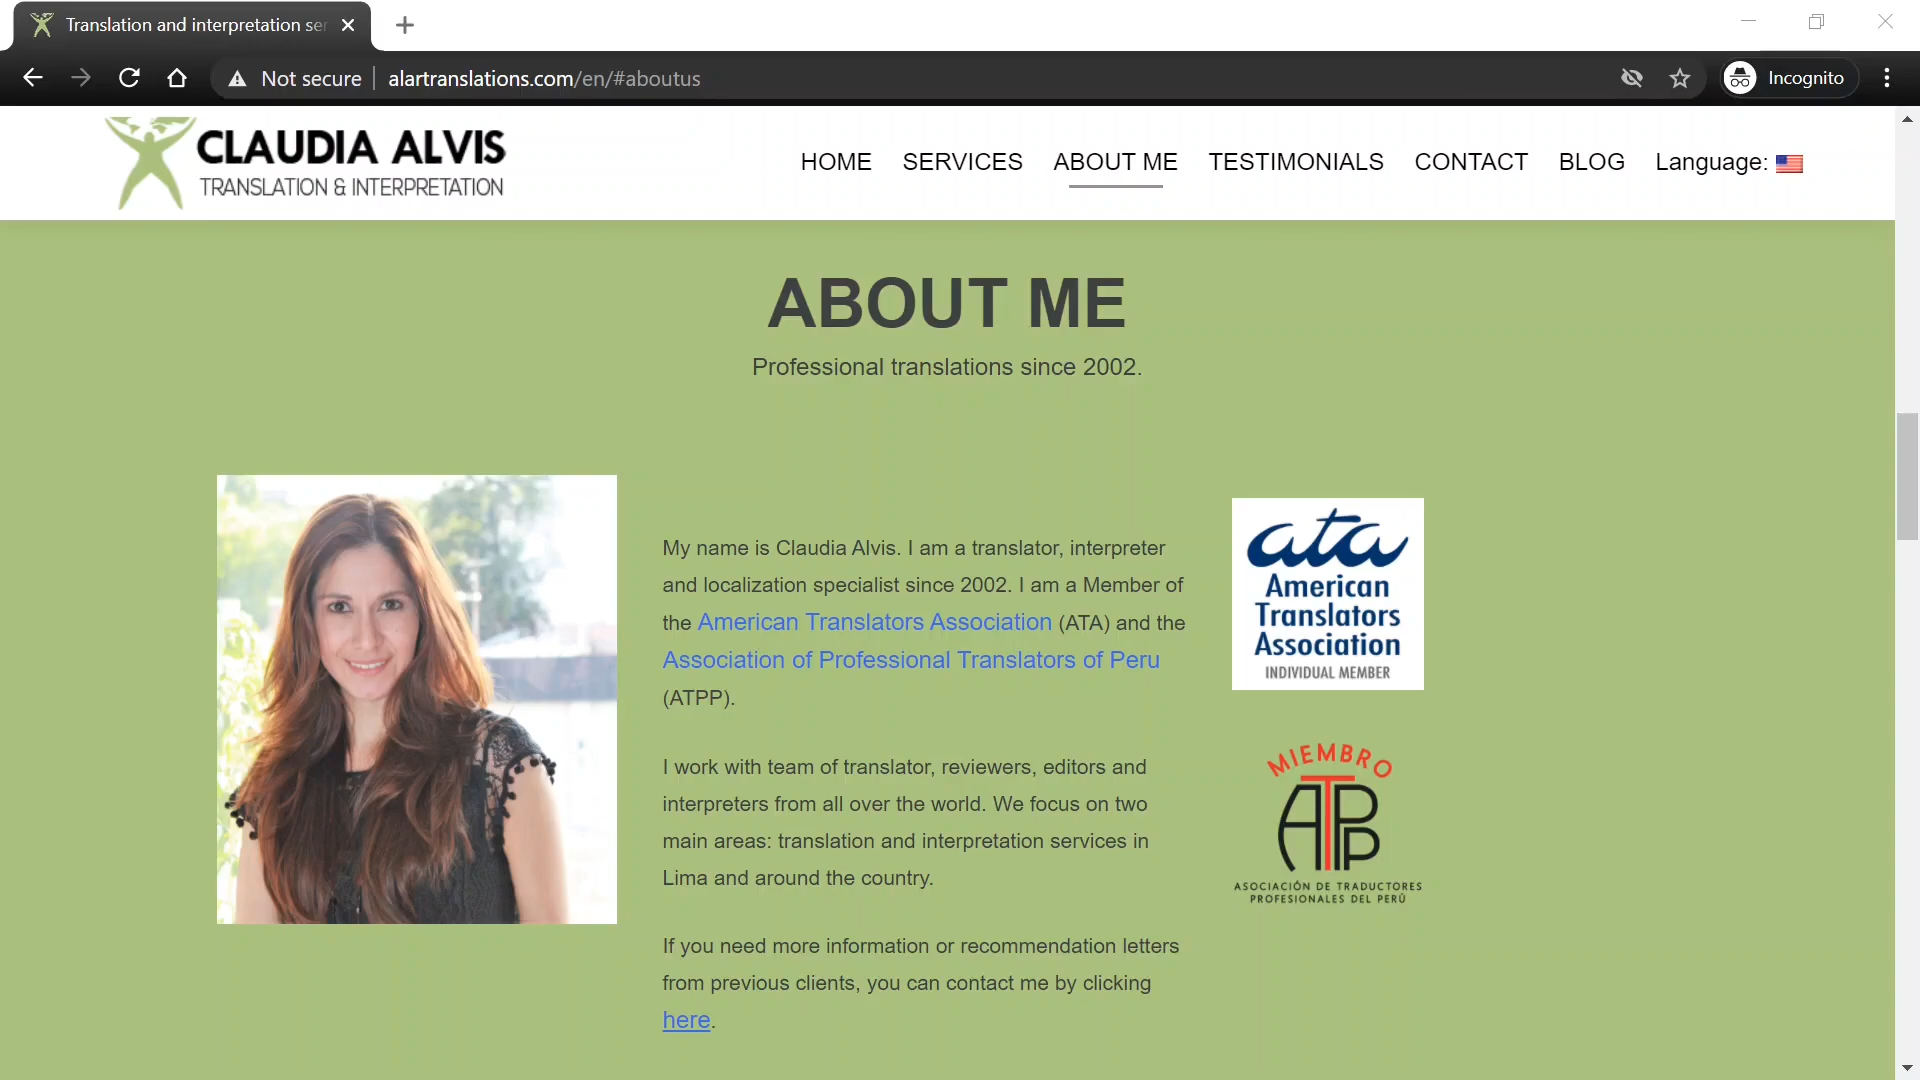 Translation and interpretation ser
Not secure
alartranslations.com/en/#aboutus
Incognito
CLAUDIA ALVIS
TRANSLATION & INTERPRETATION
HOME SERVICES ABOUT ME TESTIMONIALS CONTACT BLOG Language:
ABOUT ME
Professional translations since 2002.
My name is Claudia Alvis. I am a translator, interpreter
and localization specialist since 2002. I am a Member of
the American Translators Association (ATA) and the
Association of Professional Translators of Peru
(ATPP).
I work with team of translator, reviewers, editors and
interpreters from all over the world. We focus on two
main areas: translation and interpretation services in
Lima and around the country.
If you need more information or recommendation letters
from previous clients, you can contact me by clicking
here.
ata
American
Translators
Association
INDIVIDUAL MEMBER
MIEMBRO
ATPP
ASOCIACIÓN DE TRADUCTORES
PROFESIONALES DEL PERÚ